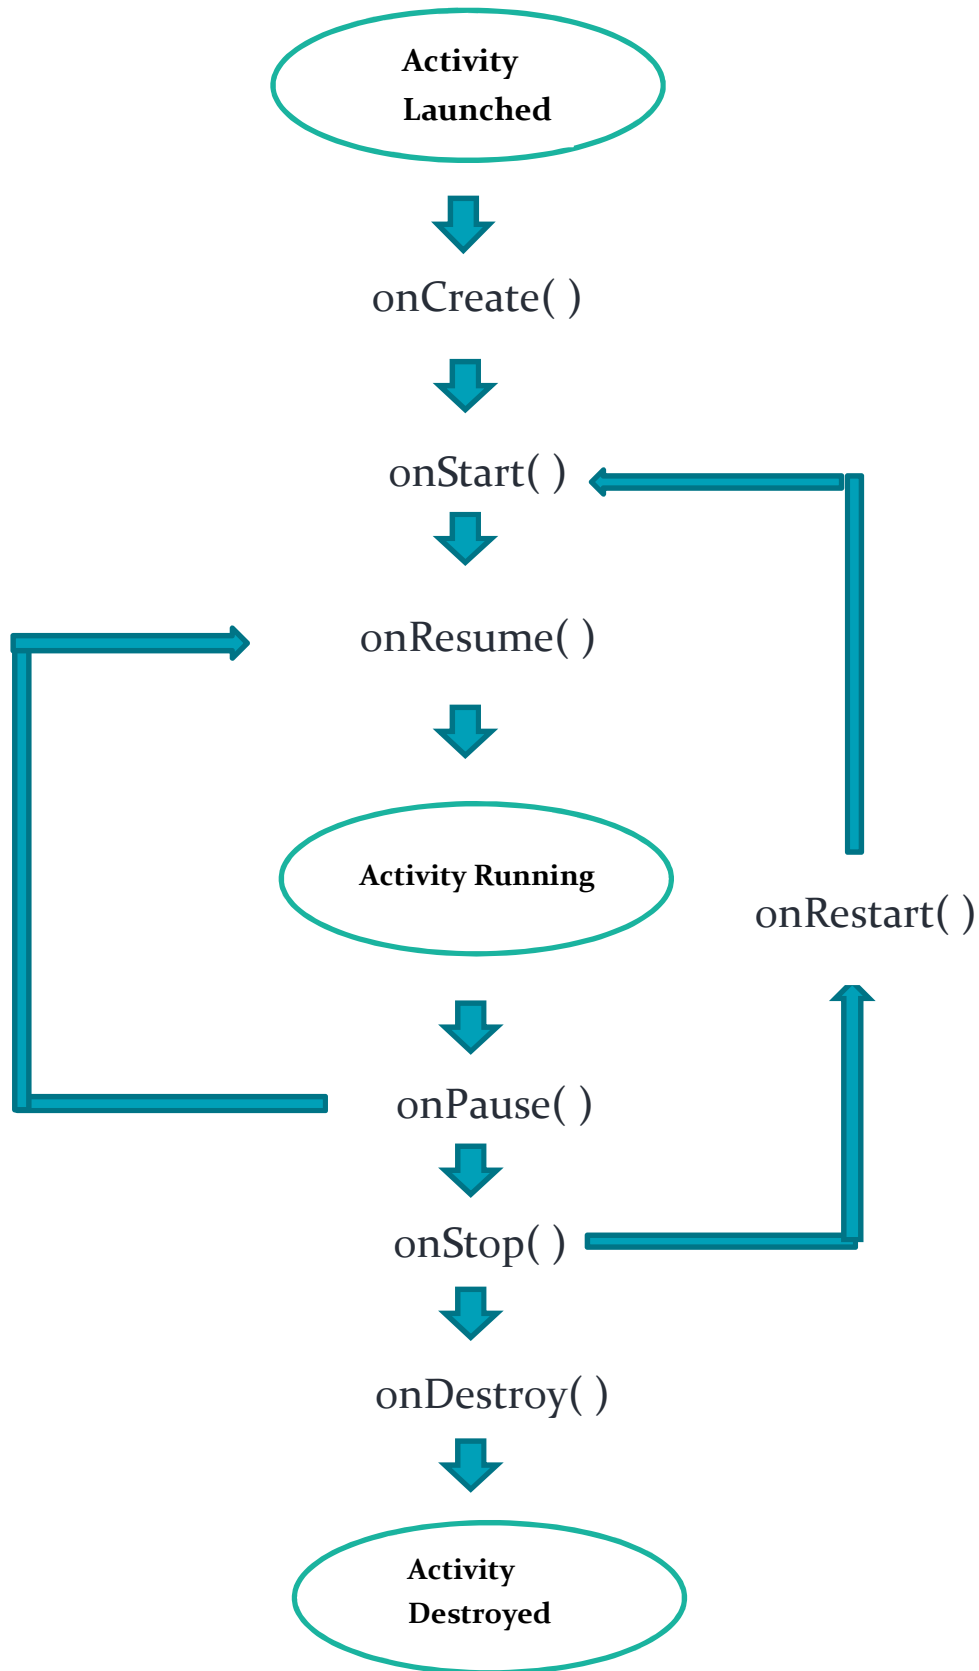 Activity
Launched
onCreate( )
onStart( )
onResume( )
Activity Running
onRestart( )
onPause( )
onStop( )
onDestroy( )
Activity
Destroyed